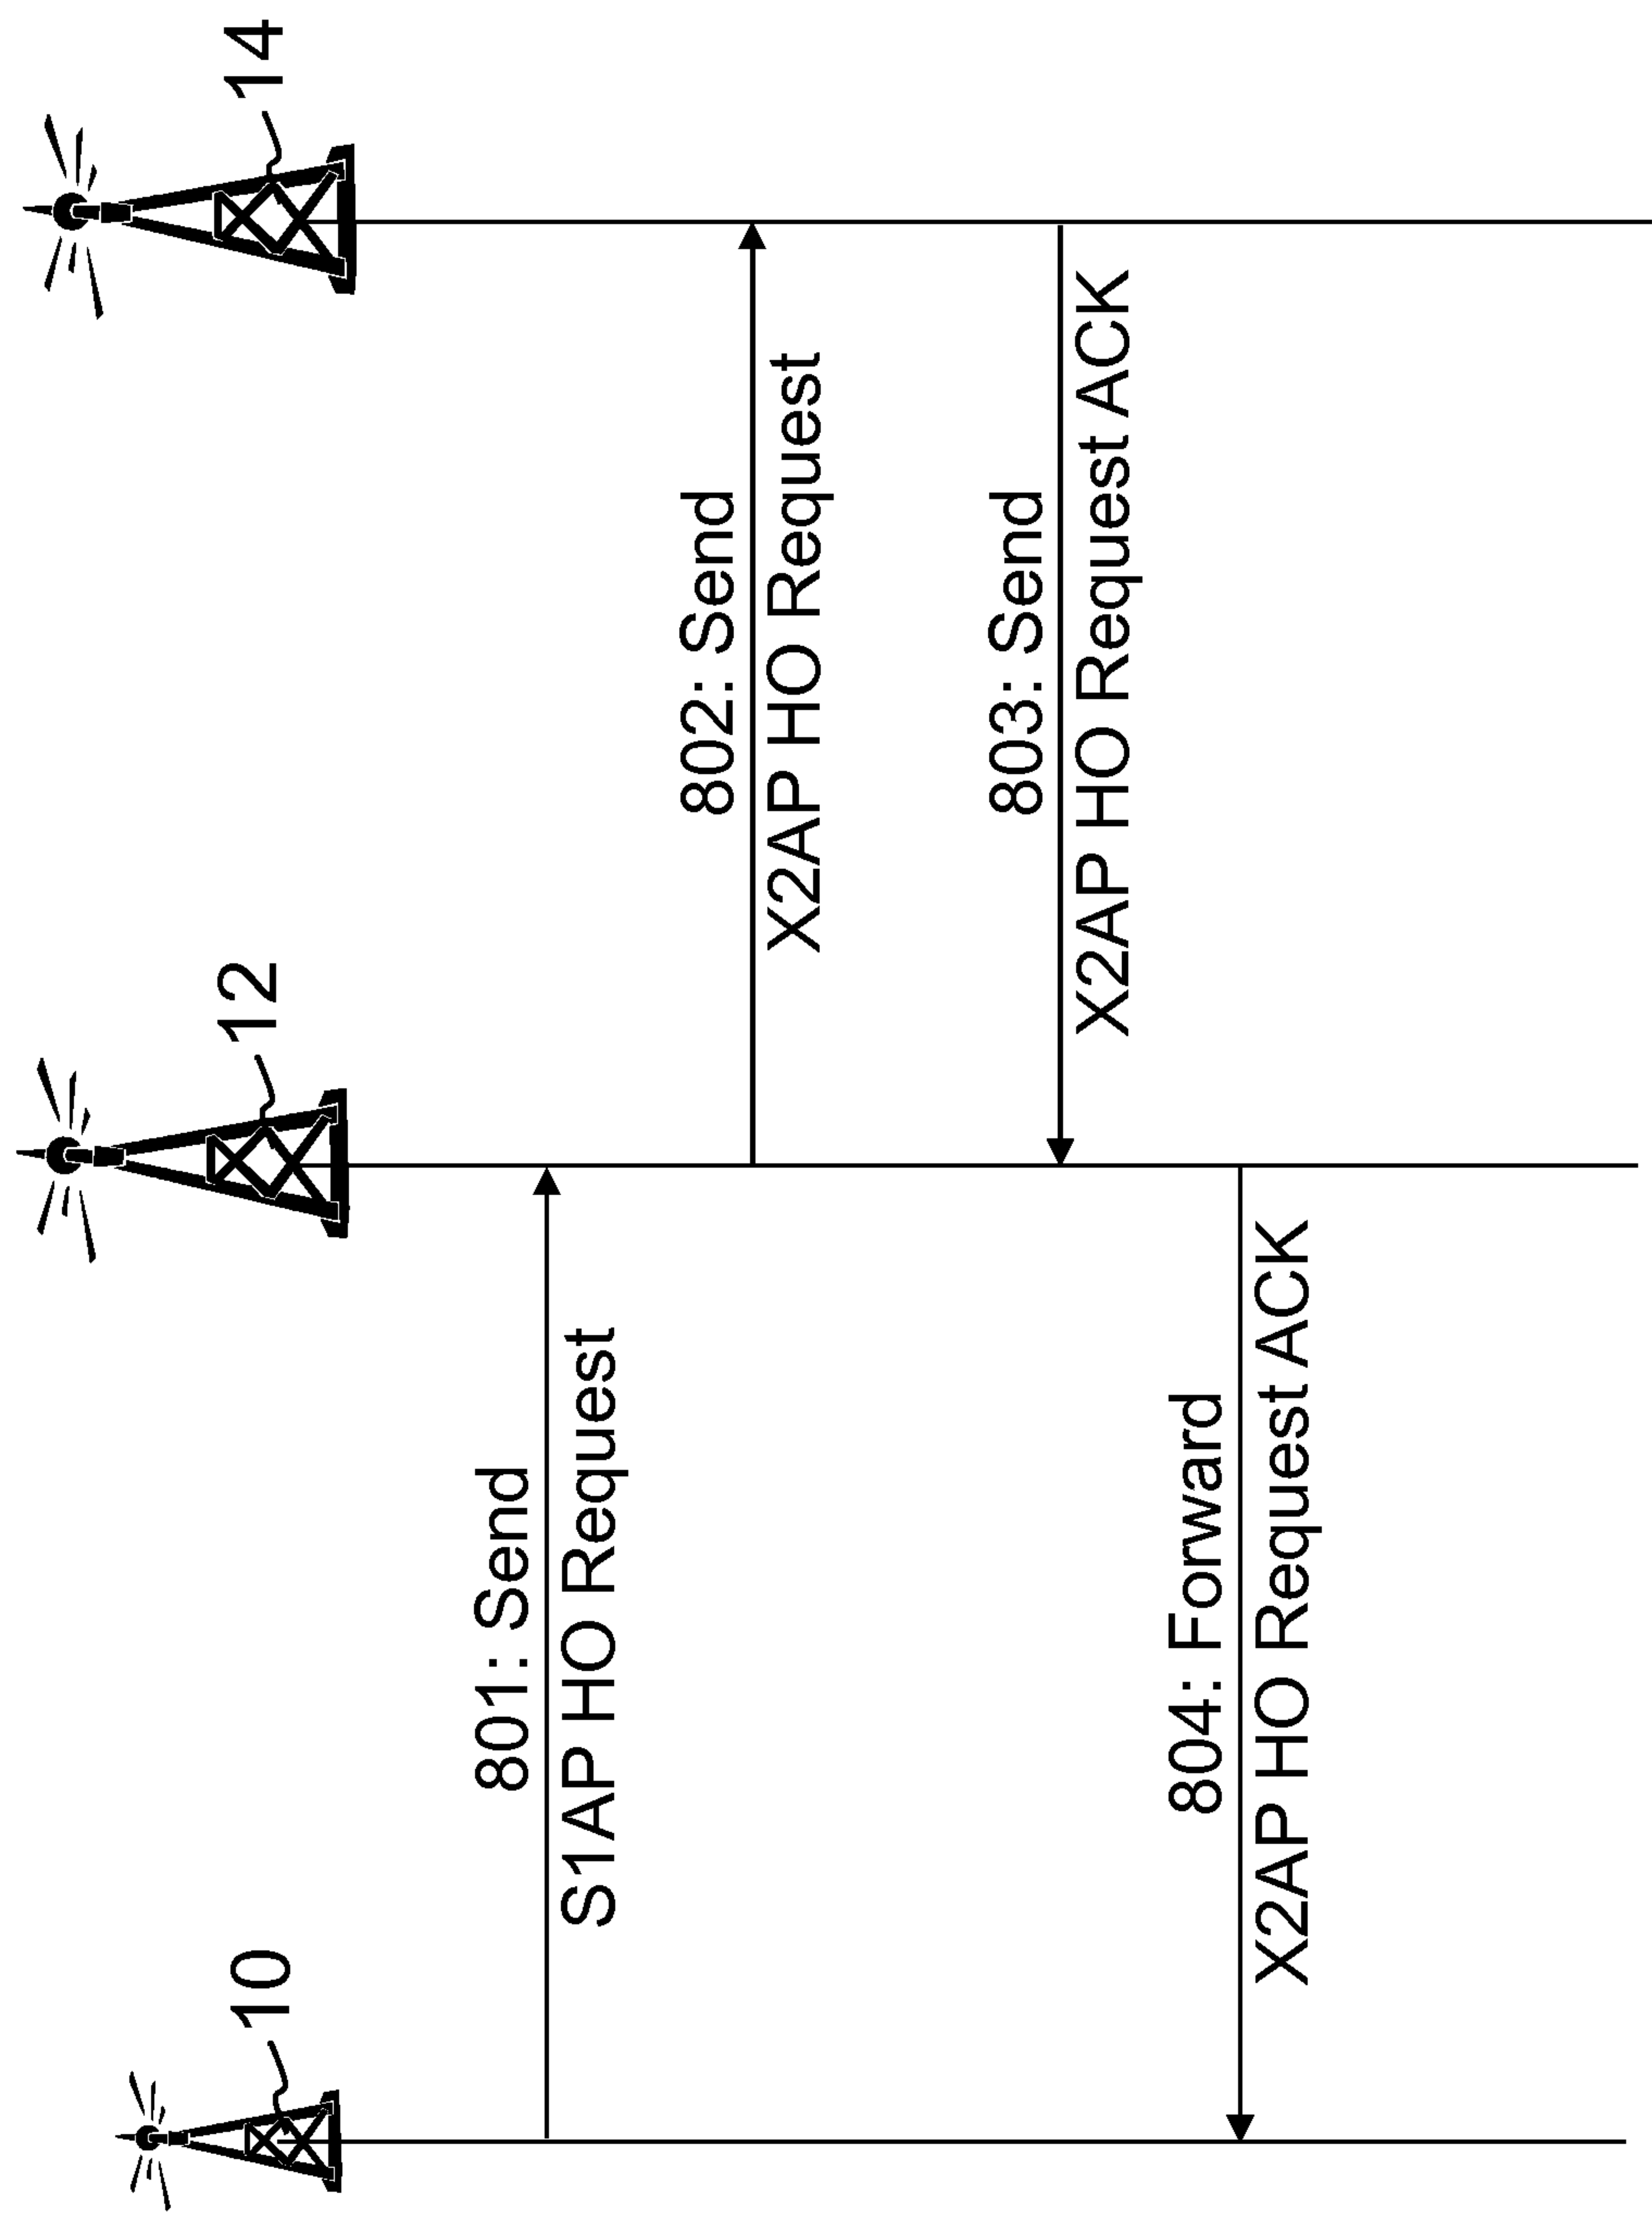 10
12
14
801: Send
S1AP HO Request
802: Send
X2AP HO Request
803: Send
X2AP HO Request ACK
804: Forward
X2AP HO Request ACK